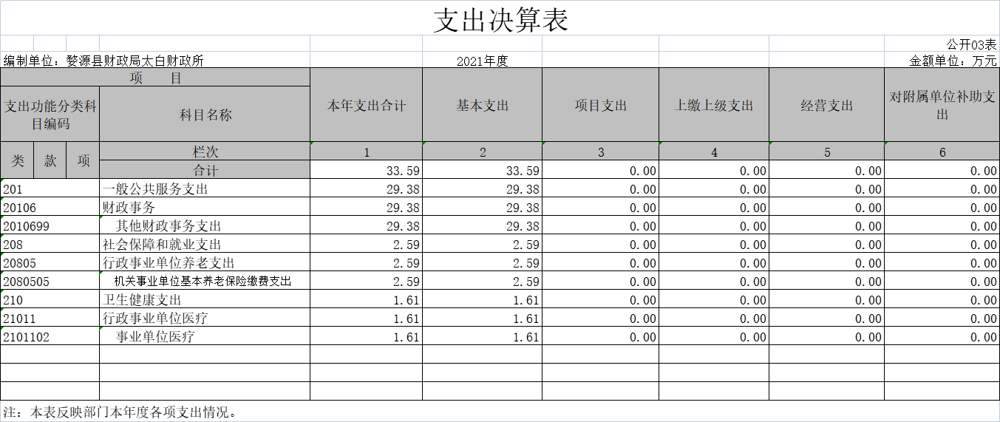 支出决算表
公开03表
编制单位：婺源县财政局太白财政所 2021年度 金额单位：万元
项 目 本年支出合计 基本支出 项目支出 上缴上级支出 经营支出 对附属单位补助支出
支出功能分类科目编码 科目名称
类 款 项 栏次 1 2 3 4 5 6
合计 33.59 33.59 0.00 0.00 0.00 0.00
201 一般公共服务支出 29.38 29.38 0.00 0.00 0.00 0.00
20106 财政事务 29.38 29.38 0.00 0.00 0.00 0.00
2010699 其他财政事务支出 29.38 29.38 0.00 0.00 0.00 0.00
208 社会保障和就业支出 2.59 2.59 0.00 0.00 0.00 0.00
20805 行政事业单位养老支出 2.59 2.59 0.00 0.00 0.00 0.00
2080505 机关事业单位基本养老保险缴费支出 2.59 2.59 0.00 0.00 0.00 0.00
210 卫生健康支出 1.61 1.61 0.00 0.00 0.00 0.00
21011 行政事业单位医疗 1.61 1.61 0.00 0.00 0.00 0.00
2101102 事业单位医疗 1.61 1.61 0.00 0.00 0.00 0.00
注：本表反映部门本年度各项支出情况。